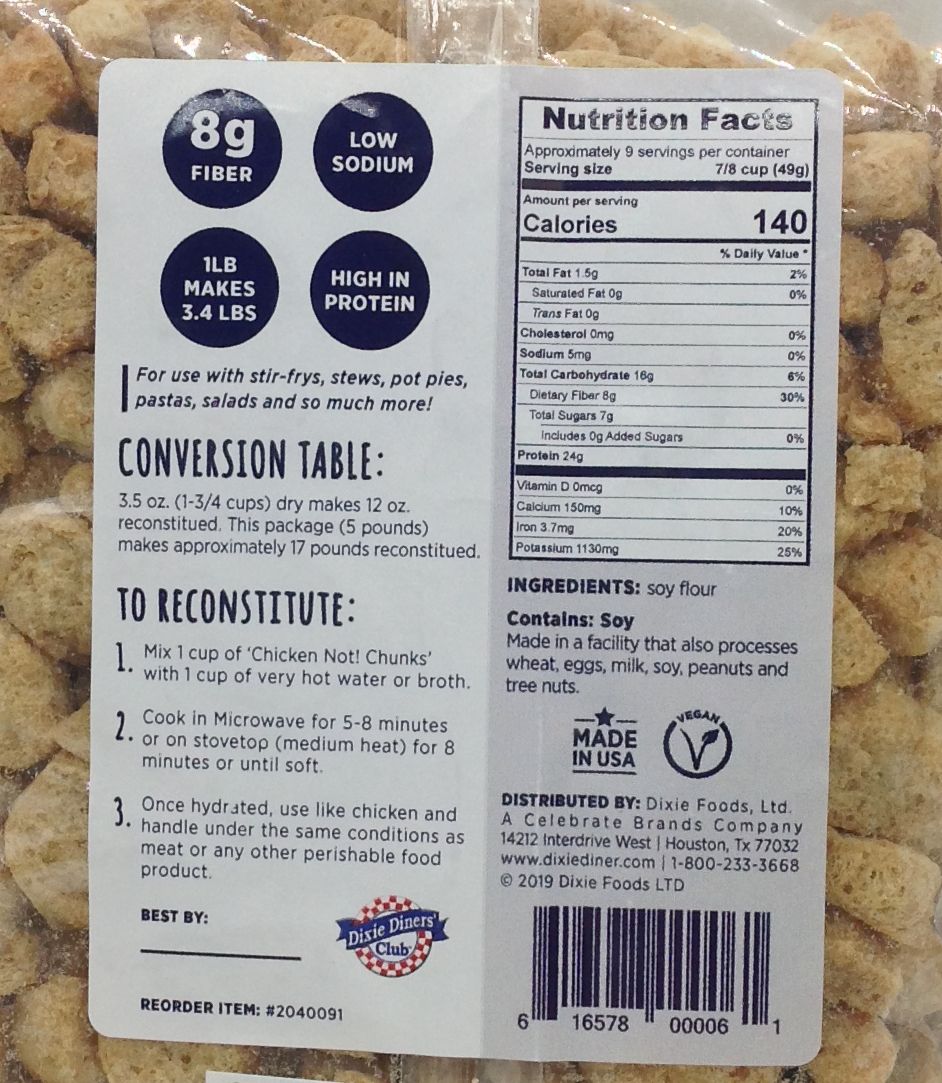 8g
FIBER
LOW
SODIUM
1LB
MAKES
3.4 LBS
HIGH IN
PROTEIN
For use with stir-frys, stews, pot pies,
pastas, salads and so much more!
CONVERSION TABLE:
3.5 oz. (1-3/4 cups) dry makes 12 oz.
reconstitued. This package (5 pounds)
makes approximately 17 pounds reconstitued.
TO RECONSTITUTE:
1. Mix 1 cup of 'Chicken Not! Chunks'
with 1 cup of very hot water or broth.
2. Cook in Microwave for 5-8 minutes
or on stovetop (medium heat) for 8
minutes or until soft.
3. Once hydrated, use like chicken and
handle under the same conditions as
meat or any other perishable food
product.
BEST BY:
Dixie Diners'
Club
REORDER ITEM: #2040091
Nutrition Facts
Approximately 9 servings per container
Serving size 7/8 cup (49g)
Amount per serving
Calories 140
% Daily Value *
Total Fat 1.5g 2%
Saturated Fat 0g 0%
Trans Fat 0g
Cholesterol 0mg 0%
Sodium 5mg 0%
Total Carbohydrate 16g 6%
Dietary Fiber 8g 30%
Total Sugars 7g
Includes 0g Added Sugars 0%
Protein 24g
Vitamin D 0mcg 0%
Calcium 150mg 10%
Iron 3.7mg 20%
Potassium 1130mg 25%
INGREDIENTS: soy flour
Contains: Soy
Made in a facility that also processes
wheat, eggs, milk, soy, peanuts and
tree nuts.
MADE
IN USA
VEGAN
V
DISTRIBUTED BY: Dixie Foods, Ltd.
A Celebrate Brands Company
14212 Interdrive West | Houston, Tx 77032
www.dixiediner.com | 1-800-233-3668
© 2019 Dixie Foods LTD
6 16578 00006 1